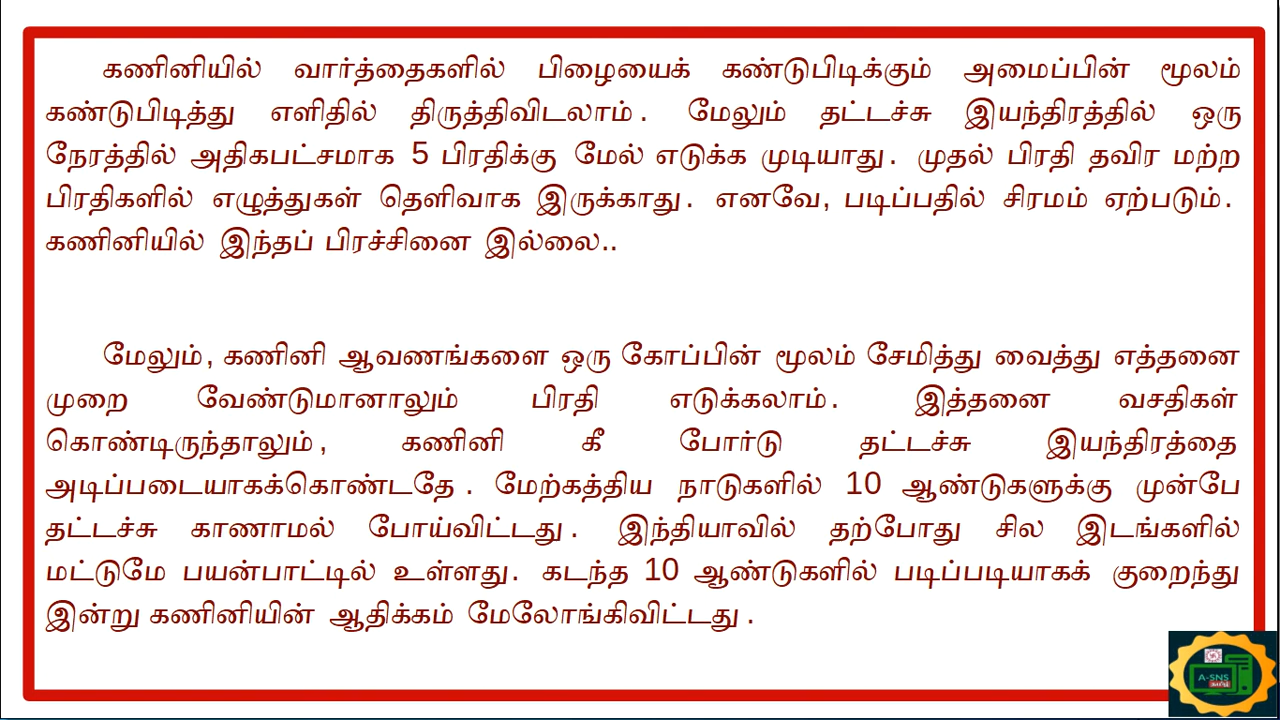 கணினியில் வார்த்தைகளில் பிழையைக் கண்டுபிடிக்கும் அமைப்பின் மூலம்
கண்டுபிடித்து எளிதில் திருத்திவிடலாம். மேலும் தட்டச்சு இயந்திரத்தில் ஒரு
நேரத்தில் அதிகபட்சமாக 5 பிரதிக்கு மேல் எடுக்க முடியாது. முதல் பிரதி தவிர மற்ற
பிரதிகளில் எழுத்துகள் தெளிவாக இருக்காது. எனவே, படிப்பதில் சிரமம் ஏற்படும்.
கணினியில் இந்தப் பிரச்சினை இல்லை..
மேலும், கணினி ஆவணங்களை ஒரு கோப்பின் மூலம் சேமித்து வைத்து எத்தனை
முறை வேண்டுமானாலும் பிரதி எடுக்கலாம். இத்தனை வசதிகள்
கொண்டிருந்தாலும், கணினி கீ போர்டு தட்டச்சு இயந்திரத்தை
அடிப்படையாகக்கொண்டதே. மேற்கத்திய நாடுகளில் 10 ஆண்டுகளுக்கு முன்பே
தட்டச்சு காணாமல் போய்விட்டது. இந்தியாவில் தற்போது சில இடங்களில்
மட்டுமே பயன்பாட்டில் உள்ளது. கடந்த 10 ஆண்டுகளில் படிப்படியாகக் குறைந்து
இன்று கணினியின் ஆதிக்கம் மேலோங்கிவிட்டது.
A-SNS
தமிழ்